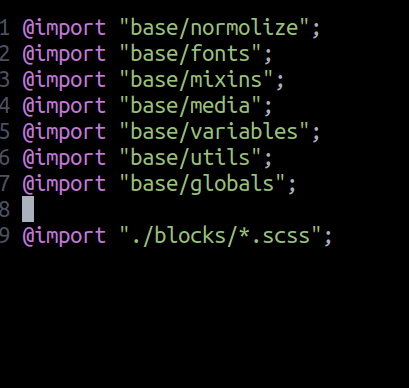 1 @import "base/normolize";
2 @import "base/fonts";
3 @import "base/mixins";
4 @import "base/media";
5 @import "base/variables";
6 @import "base/utils";
7 @import "base/globals";
8
9 @import "./blocks/*.scss";